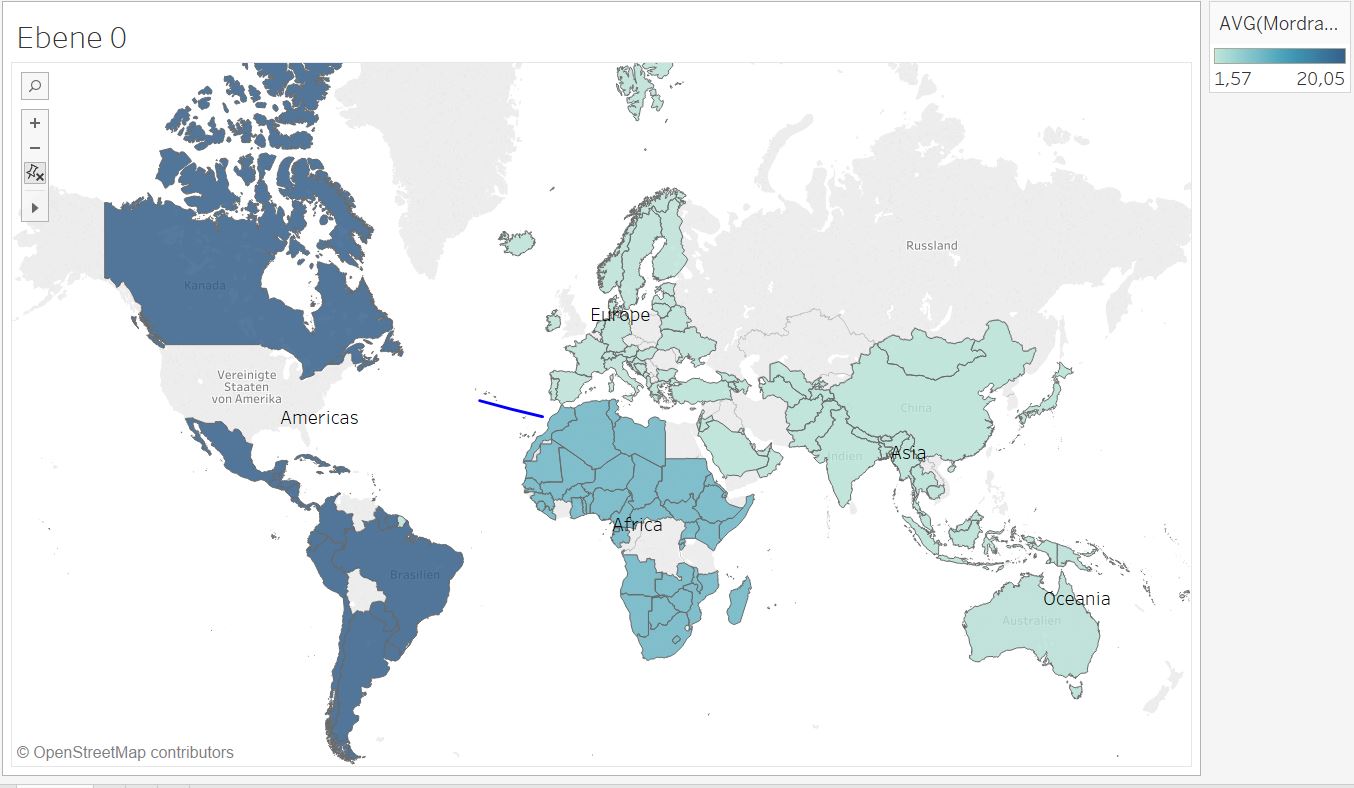 Ebene 0
AVG(Mordra...
1,57 20,05
Russland
Kanada
Europe
Vereinigte
Staaten
von Amerika
Americas
China
Indien
Asia
Africa
Brasilien
Oceania
Australien
© OpenStreetMap contributors